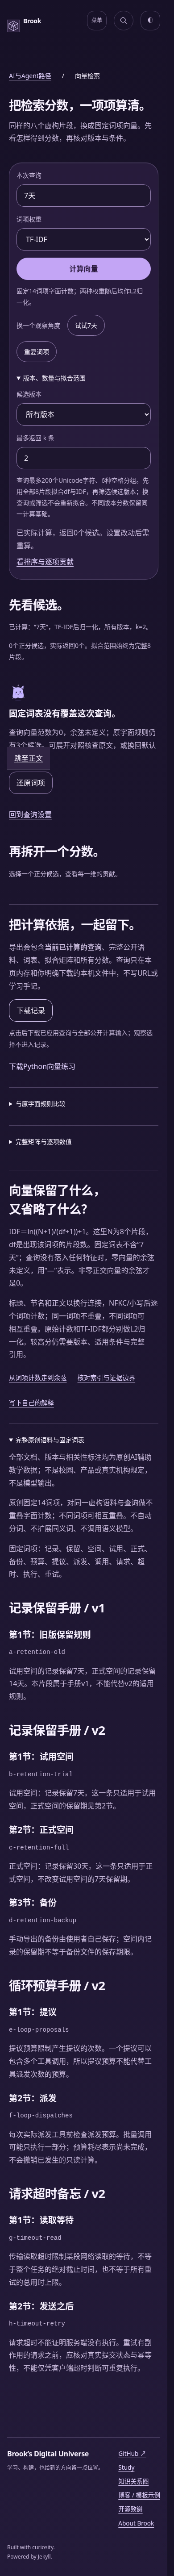 Brook
菜单
AI与Agent路径 / 向量检索
把检索分数，一项项算清。
同样的八个虚构片段，换成固定词项向量。先
看怎样得到分数，再核对版本与条件。
本次查询
7天
词项权重
TF-IDF
计算向量
固定14词项字面计数；两种权重随后均作L2归
一化。
换一个观察角度
试试7天
重复词项
▼ 版本、数量与拟合范围
候选版本
所有版本
最多返回 k 条
2
查询最多200个Unicode字符、6种空格分组。先
用全部8片段拟合df与IDF，再筛选候选版本；换
查询或筛选不会重新拟合。不同版本分数保留同
一计算基础。
已实际计算，返回0个候选。设置改动后需
重算。
看排序与逐项贡献
先看候选。
已计算：“7天”，TF-IDF后归一化，所有版本，k=2。
0个正分候选，实际返回0个。拟合范围始终为完整8
片段。
固定词表没有覆盖这次查询。
查询向量范数为0，余弦未定义；原字面规则仍
有3个候选。可展开对照核查原文，或换回默认
跳至正文
还原词项
回到查询设置
再拆开一个分数。
选择一个正分候选，查看每一维的贡献。
把计算依据，一起留下。
导出会包含当前已计算的查询、完整公开语
料、词表、拟合矩阵和所有分数。查询只在本
页内存和你明确下载的本机文件中，不写URL或
学习手记。
下载记录
点击后下载已应用查询与全部公开计算输入；观察选
择不进入记录。
下载Python向量练习
▶ 与原字面规则比较
▶ 完整矩阵与逐项数值
向量保留了什么，
又省略了什么？
IDF＝ln((N+1)/(df+1))+1。这里N为8个片段，
df是出现该词项的片段数。固定词表不含“7
天”；查询没有落入任何特征时，零向量的余弦
未定义，用“—”表示。非零正交向量的余弦才
是0。
标题、节名和正文以换行连接，NFKC/小写后逐
个词项计数；同一词项不重叠，不同词项可
相互重叠。原始计数和TF-IDF都分别做L2归
一化。较高分仍需要版本、适用条件与完整
引用。
从词项计数走到余弦 核对索引与证据边界
写下自己的解释
▼ 完整原创语料与固定词表
全部文档、版本与相关性标注均为原创AI辅助
教学数据；不是校园、产品或真实机构规定，
不是模型输出。
原创固定14词项，对同一虚构语料与查询做不
重叠字面计数；不同词项可相互重叠。不自动
分词、不扩展同义词、不调用语义模型。
固定词项：记录、保留、空间、试用、正式、
备份、预算、提议、派发、调用、请求、超
时、执行、重试。
记录保留手册 / v1
第1节：旧版保留规则
a-retention-old
试用空间的记录保留7天，正式空间的记录保留
14天。本片段属于手册v1，不能代替v2的适用
规则。
记录保留手册 / v2
第1节：试用空间
b-retention-trial
试用空间：记录保留7天。这一条只适用于试用
空间，正式空间的保留期见第2节。
第2节：正式空间
c-retention-full
正式空间：记录保留30天。这一条只适用于正
式空间，不改变试用空间的7天保留期。
第3节：备份
d-retention-backup
手动导出的备份由使用者自己保存；空间内记
录的保留期不等于备份文件的保存期限。
循环预算手册 / v2
第1节：提议
e-loop-proposals
提议预算限制产生提议的次数。一个提议可以
包含多个工具调用，所以提议预算不能代替工
具派发次数的预算。
第2节：派发
f-loop-dispatches
每次实际派发工具前检查派发预算。批量调用
可能只执行一部分；预算耗尽表示尚未完成，不
不会撤销已发生的只读计算。
请求超时备忘 / v2
第1节：读取等待
g-timeout-read
传输读取超时限制某段网络读取的等待，不等
于整个任务的绝对截止时间，也不等于所有重
试的总用时上限。
第2节：发送之后
h-timeout-retry
请求超时不能证明服务端没有执行。重试有副
作用的请求之前，应核对真实提交状态与幂等
性，不能仅凭客户端超时判断可重复执行。
Brook’s Digital Universe
学习、构建，也给新的方向留一点位置。
GitHub ↗
Study
知识关系图
博客 / 模板示例
开源致谢
About Brook
Built with curiosity.
Powered by Jekyll.